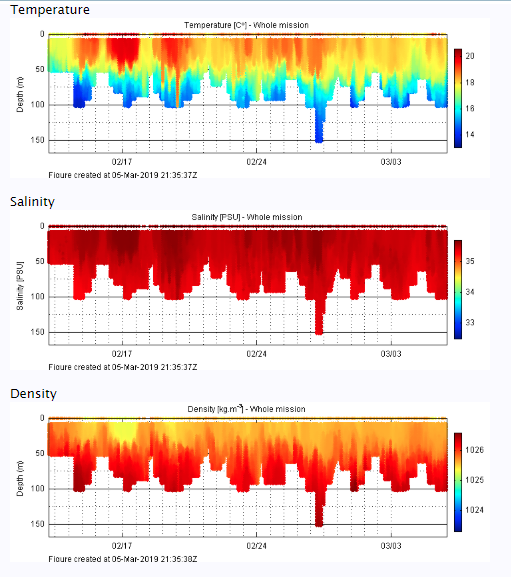 Temperature
Temperature [C°] - Whole mission
0
50
100
150
Depth (m)
20
18
16
14
02/17
02/24
03/03
Figure created at 05-Mar-2019 21:35:37Z
Salinity
Salinity [PSU] - Whole mission
0
50
100
150
Salinity [PSU]
35
34
33
02/17
02/24
03/03
Figure created at 05-Mar-2019 21:35:37Z
Density
Density [kg.m-3] - Whole mission
0
50
100
150
Depth (m)
1026
1025
1024
02/17
02/24
03/03
Figure created at 05-Mar-2019 21:35:38Z